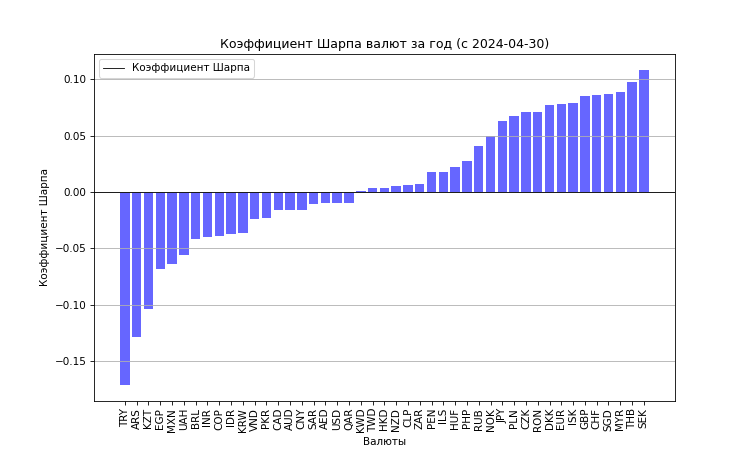 Коэффициент Шарпа валют за год (с 2024-04-30)
Коэффициент Шарпа
0.10
0.05
0.00
−0.05
−0.10
−0.15
Коэффициент Шарпа
TRY ARS KZT EGP MXN UAH BRL INR COP IDR KRW VND PKR CAD AUD CNY SAR AED USD QAR KWD TWD HKD NZD CLP ZAR PEN ILS HUF PHP RUB NOK JPY PLN CZK RON DKK EUR ISK GBP CHF SGD MYR THB SEK
Валюты